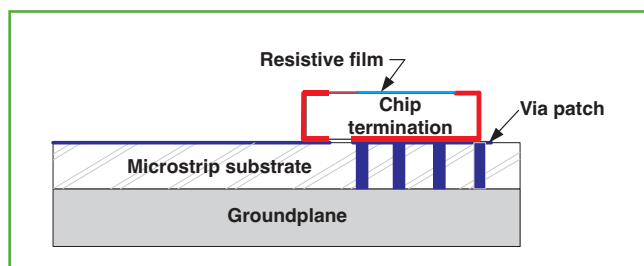 Resistive film
Chip
termination
Via patch
Microstrip substrate
Groundplane